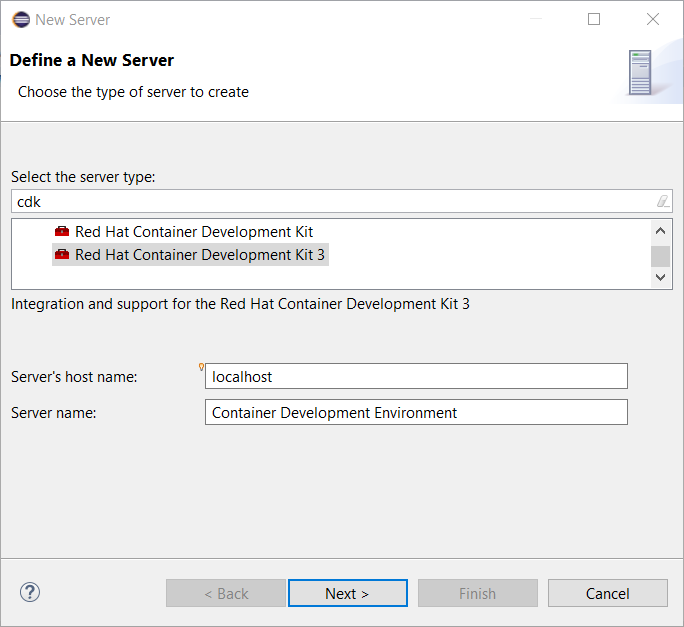 New Server
Define a New Server
Choose the type of server to create
Select the server type:
cdk
Red Hat Container Development Kit
Red Hat Container Development Kit 3
Integration and support for the Red Hat Container Development Kit 3
Server's host name: localhost
Server name: Container Development Environment
? < Back Next > Finish Cancel